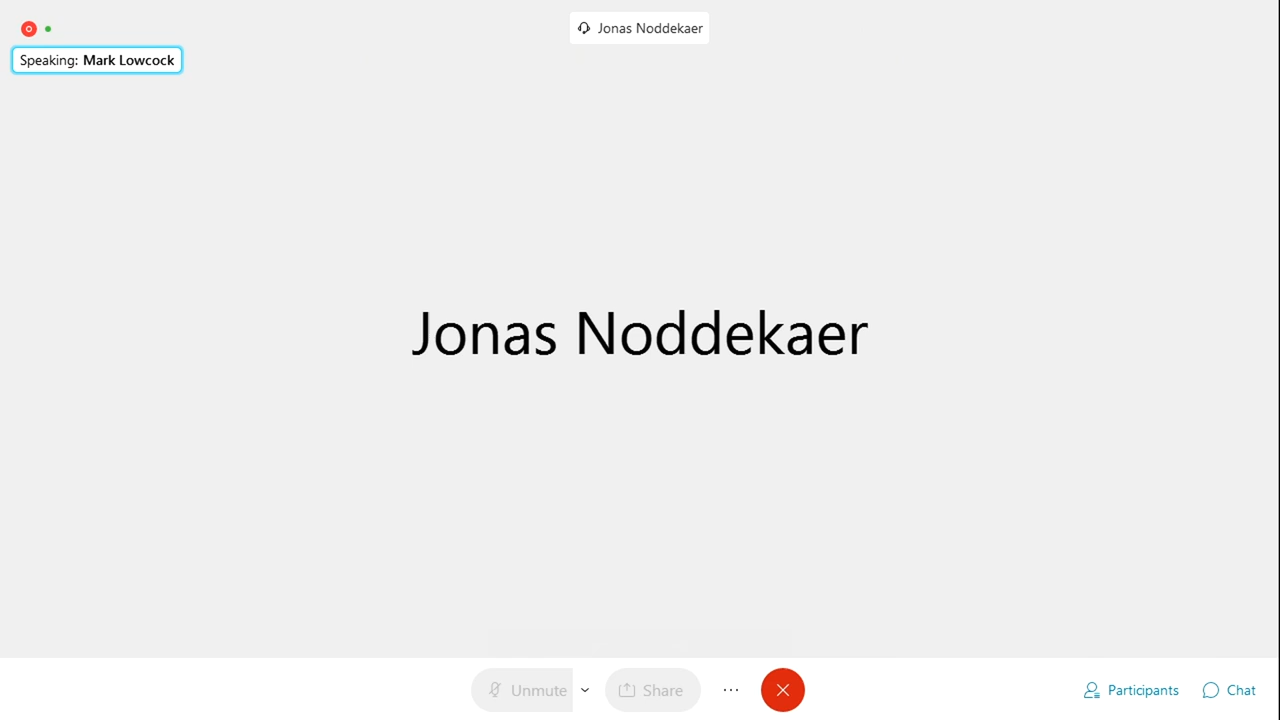 Jonas Noddekaer
Speaking: Mark Lowcock
Jonas Noddekaer
Unmute
Share
Participants
Chat